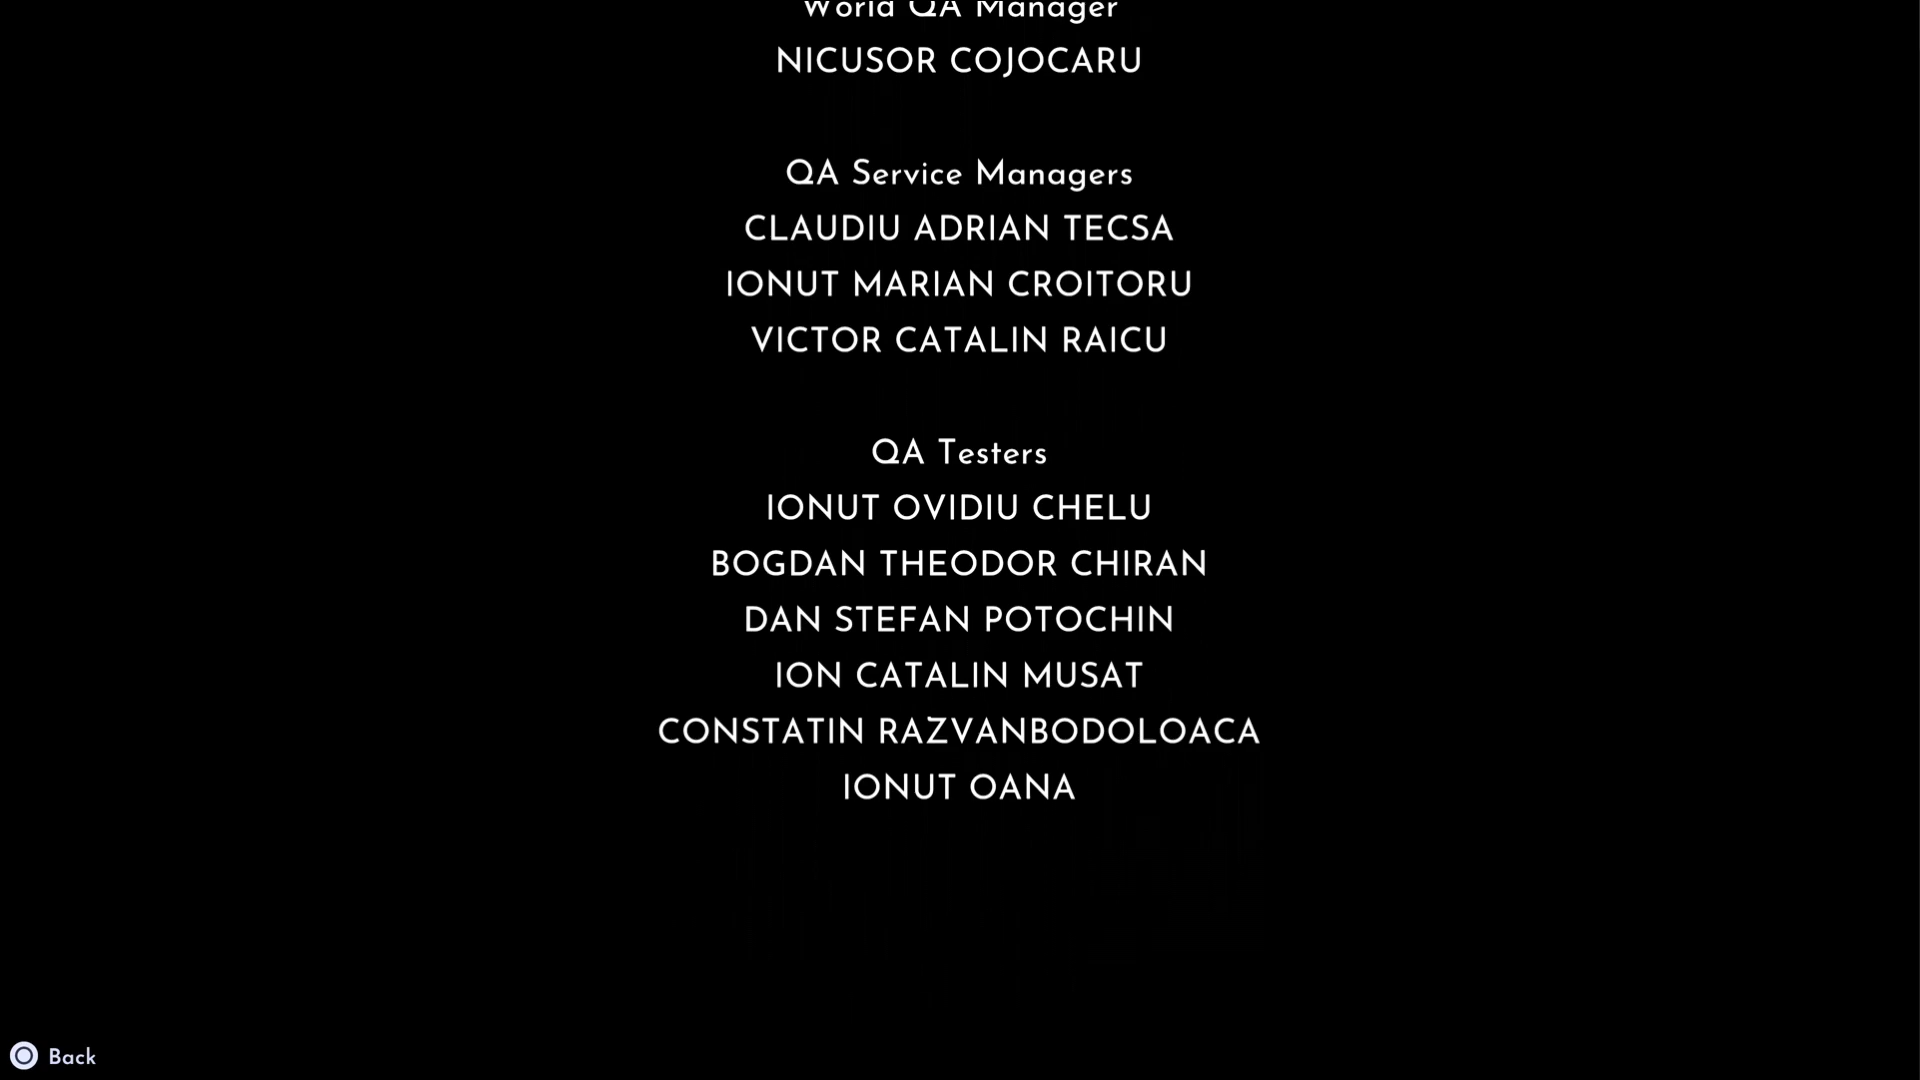 World QA Manager
NICUSOR COJOCARU
QA Service Managers
CLAUDIU ADRIAN TECSA
IONUT MARIAN CROITORU
VICTOR CATALIN RAICU
QA Testers
IONUT OVIDIU CHELU
BOGDAN THEODOR CHIRAN
DAN STEFAN POTOCHIN
ION CATALIN MUSAT
CONSTATIN RAZVANBODOLOACA
IONUT OANA
Back